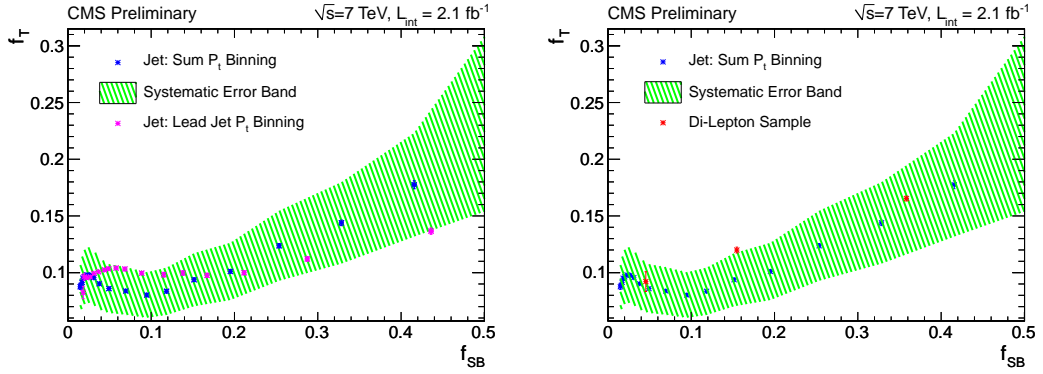 CMS Preliminary
√s=7 TeV, L_int = 2.1 fb⁻¹
f_T
0.3
0.25
0.2
0.15
0.1
Jet: Sum P_t Binning
Systematic Error Band
Jet: Lead Jet P_t Binning
0 0.1 0.2 0.3 0.4 0.5
f_SB
CMS Preliminary
√s=7 TeV, L_int = 2.1 fb⁻¹
f_T
0.3
0.25
0.2
0.15
0.1
Jet: Sum P_t Binning
Systematic Error Band
Di-Lepton Sample
0 0.1 0.2 0.3 0.4 0.5
f_SB